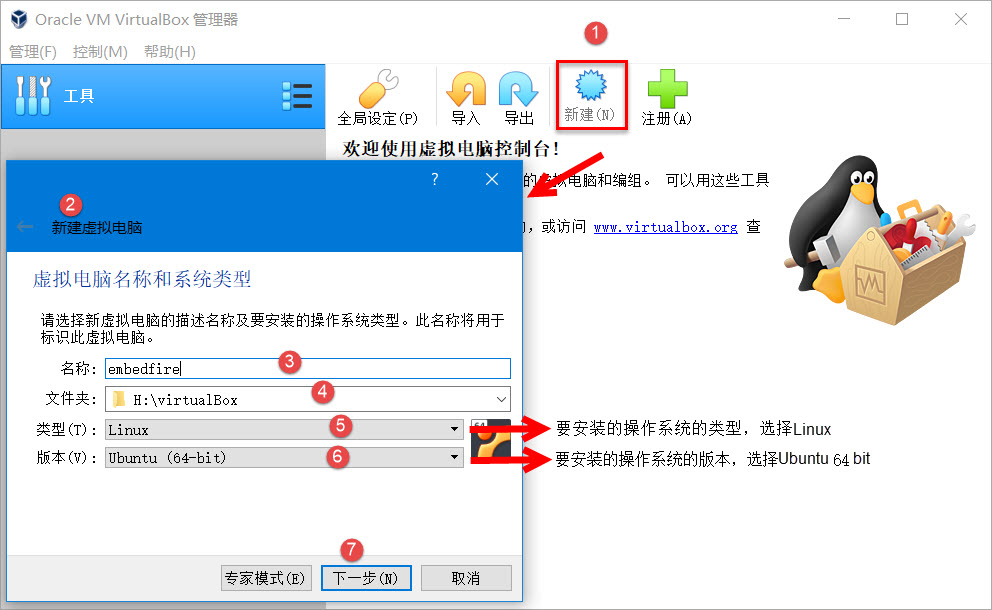 Oracle VM VirtualBox 管理器
管理(F) 控制(M) 帮助(H)
1
工具
全局设定(P) 导入 导出 新建(N) 注册(A)
欢迎使用虚拟电脑控制台!
虚拟电脑和编组。 可以用这些工具
, 或访问 www.virtualbox.org 查
?
2
新建虚拟电脑
虚拟电脑名称和系统类型
请选择新虚拟电脑的描述名称及要安装的操作系统类型。此名称将用于
标识此虚拟电脑。
名称: embedfire 3
文件夹: H:\virtualBox 4
类型(T): Linux 5
64
要安装的操作系统的类型，选择Linux
版本(V): Ubuntu (64-bit) 6
要安装的操作系统的版本，选择Ubuntu 64 bit
7
专家模式(E) 下一步(N) 取消